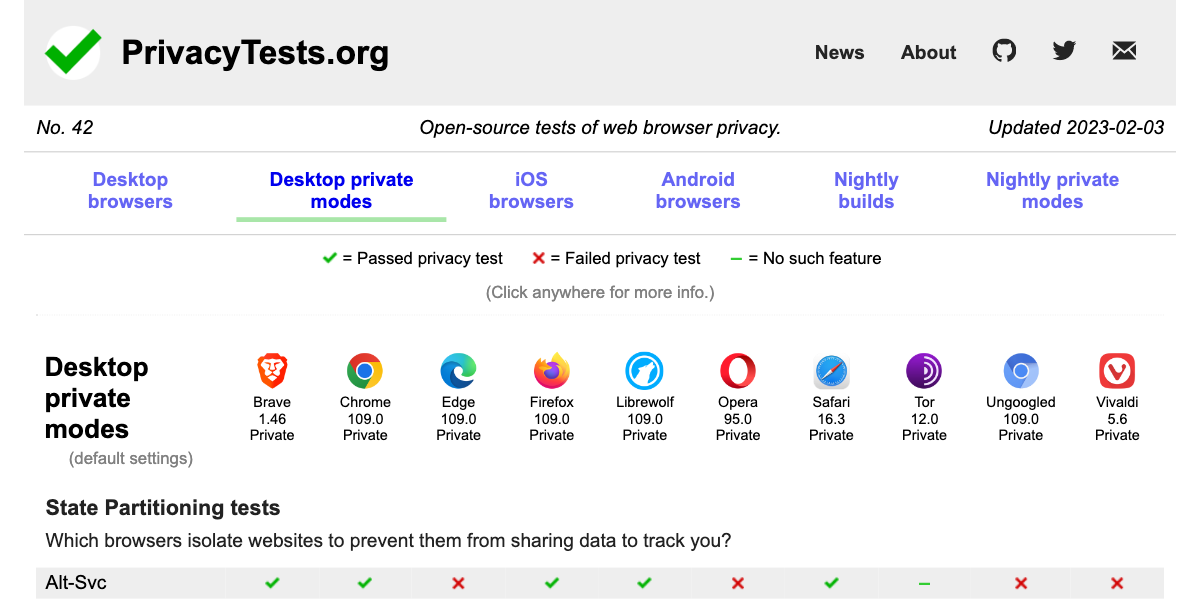 PrivacyTests.org
News About
No. 42 Open-source tests of web browser privacy. Updated 2023-02-03
Desktop browsers
Desktop private modes
iOS browsers
Android browsers
Nightly builds
Nightly private modes
= Passed privacy test = Failed privacy test = No such feature
(Click anywhere for more info.)
Desktop
private
modes
(default settings)
Brave 1.46 Private
Chrome 109.0 Private
Edge 109.0 Private
Firefox 109.0 Private
Librewolf 109.0 Private
Opera 95.0 Private
Safari 16.3 Private
Tor 12.0 Private
Ungoogled 109.0 Private
Vivaldi 5.6 Private
State Partitioning tests
Which browsers isolate websites to prevent them from sharing data to track you?
Alt-Svc